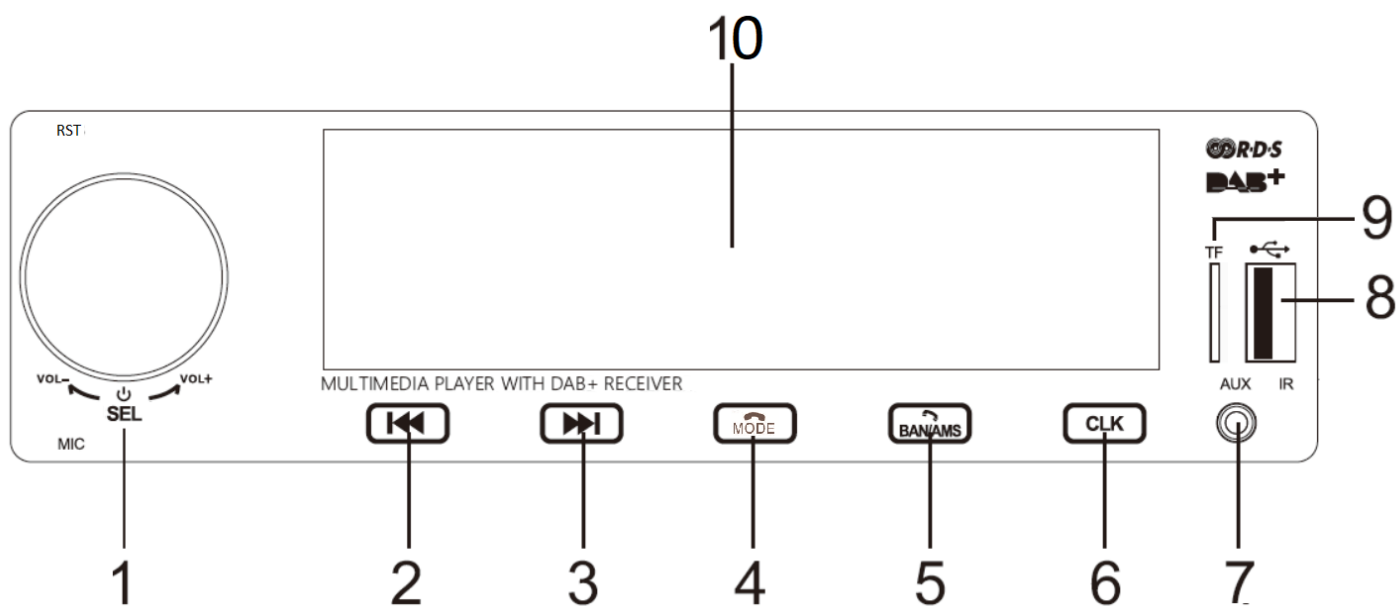 10
RST
R·D·S
DAB+
9
TF
8
VOL-
VOL+
SEL
MULTIMEDIA PLAYER WITH DAB+ RECEIVER
AUX IR
MODE
BAN/AMS
CLK
MIC
1 2 3 4 5 6 7